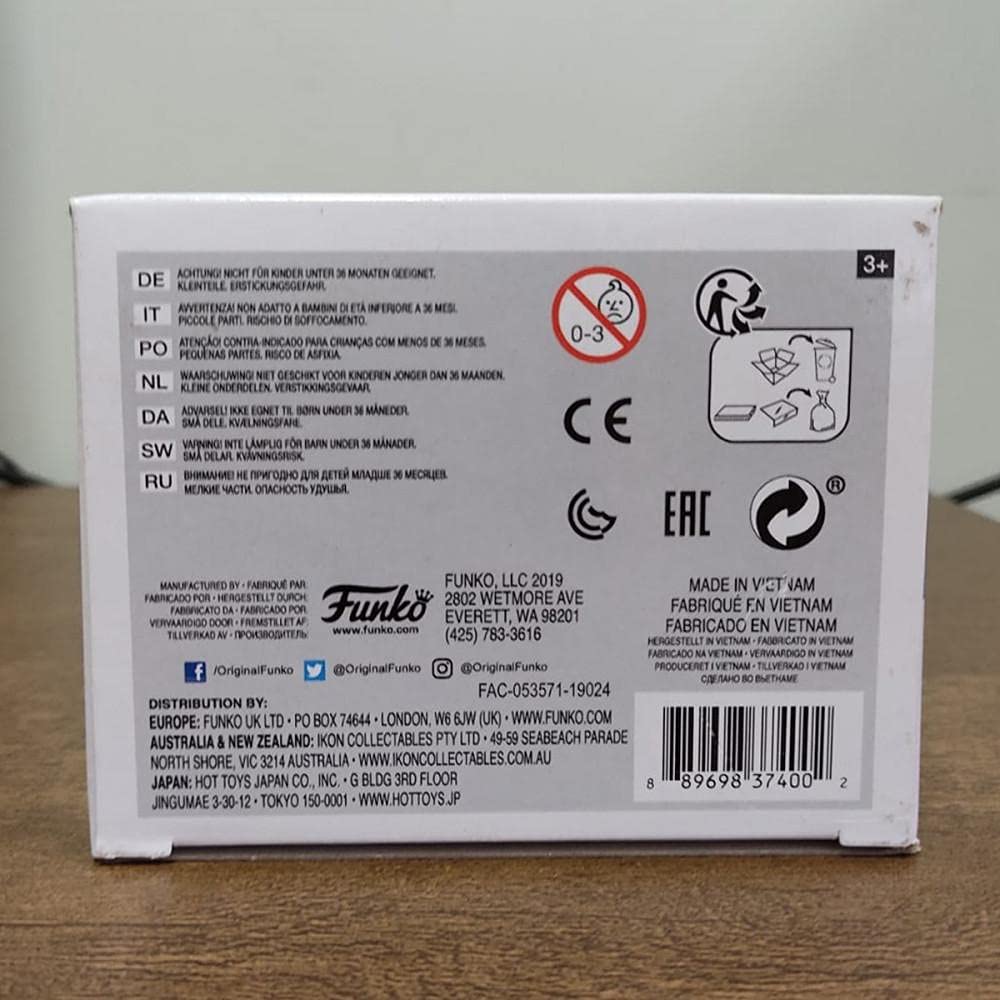 3+
DE
ACHTUNG! NICHT FÜR KINDER UNTER 36 MONATEN GEEIGNET.
KLEINTEILE. ERSTICKUNGSGEFAHR.
IT
AVVERTENZA! NON ADATTO A BAMBINI DI ETÀ INFERIORE A 36 MESI.
PICCOLE PARTI. RISCHIO DI SOFFOCAMENTO.
PO
ATENÇÃO! CONTRA-INDICADO PARA CRIANÇAS COM MENOS DE 36 MESES.
PEQUENAS PARTES. RISCO DE ASFIXIA.
NL
WAARSCHUWING! NIET GESCHIKT VOOR KINDEREN JONGER DAN 36 MAANDEN.
KLEINE ONDERDELEN. VERSTIKKINGSGEVAAR.
DA
ADVARSEL! IKKE EGNET TIL BØRN UNDER 36 MÅNEDER.
SMÅ DELE. KVÆLNINGSFARE.
SW
VARNING! INTE LÄMPLIG FÖR BARN UNDER 36 MÅNADER.
SMÅ DELAR. KVÄVNINGSRISK.
RU
ВНИМАНИЕ! НЕ ПРИГОДНО ДЛЯ ДЕТЕЙ МЛАДШЕ 36 МЕСЯЦЕВ.
МЕЛКИЕ ЧАСТИ. ОПАСНОСТЬ УДУШЬЯ.
0-3
CE
EAC
®
MANUFACTURED BY • FABRIQUÉ PAR
FABRICADO POR • HERGESTELLT DURCH:
FABBRICATO DA • FABRICADO POR
VERVAARDIGD DOOR • FREMSTILLET AF:
TILLVERKAD AV • ПРОИЗВОДИТЕЛЬ:
Funko
www.funko.com
FUNKO, LLC 2019
2802 WETMORE AVE
EVERETT, WA 98201
(425) 783-3616
MADE IN VIETNAM
FABRIQUÉ EN VIETNAM
FABRICADO EN VIETNAM
HERGESTELLT IN VIETNAM • FABBRICATO IN VIETNAM
FABRICADO NA VIETNAM • VERVAARDIGD IN VIETNAM
PRODUCERET I VIETNAM • TILLVERKAD I VIETNAM
СДЕЛАНО ВО ВЬЕТНАМЕ
/OriginalFunko @OriginalFunko @OriginalFunko
FAC-053571-19024
DISTRIBUTION BY:
EUROPE: FUNKO UK LTD • PO BOX 74644 • LONDON, W6 6JW (UK) • WWW.FUNKO.COM
AUSTRALIA & NEW ZEALAND: IKON COLLECTABLES PTY LTD • 49-59 SEABEACH PARADE
NORTH SHORE, VIC 3214 AUSTRALIA • WWW.IKONCOLLECTABLES.COM.AU
JAPAN: HOT TOYS JAPAN CO., INC. • G BLDG 3RD FLOOR
JINGUMAE 3-30-12 • TOKYO 150-0001 • WWW.HOTTOYS.JP
8 89698 37400 2